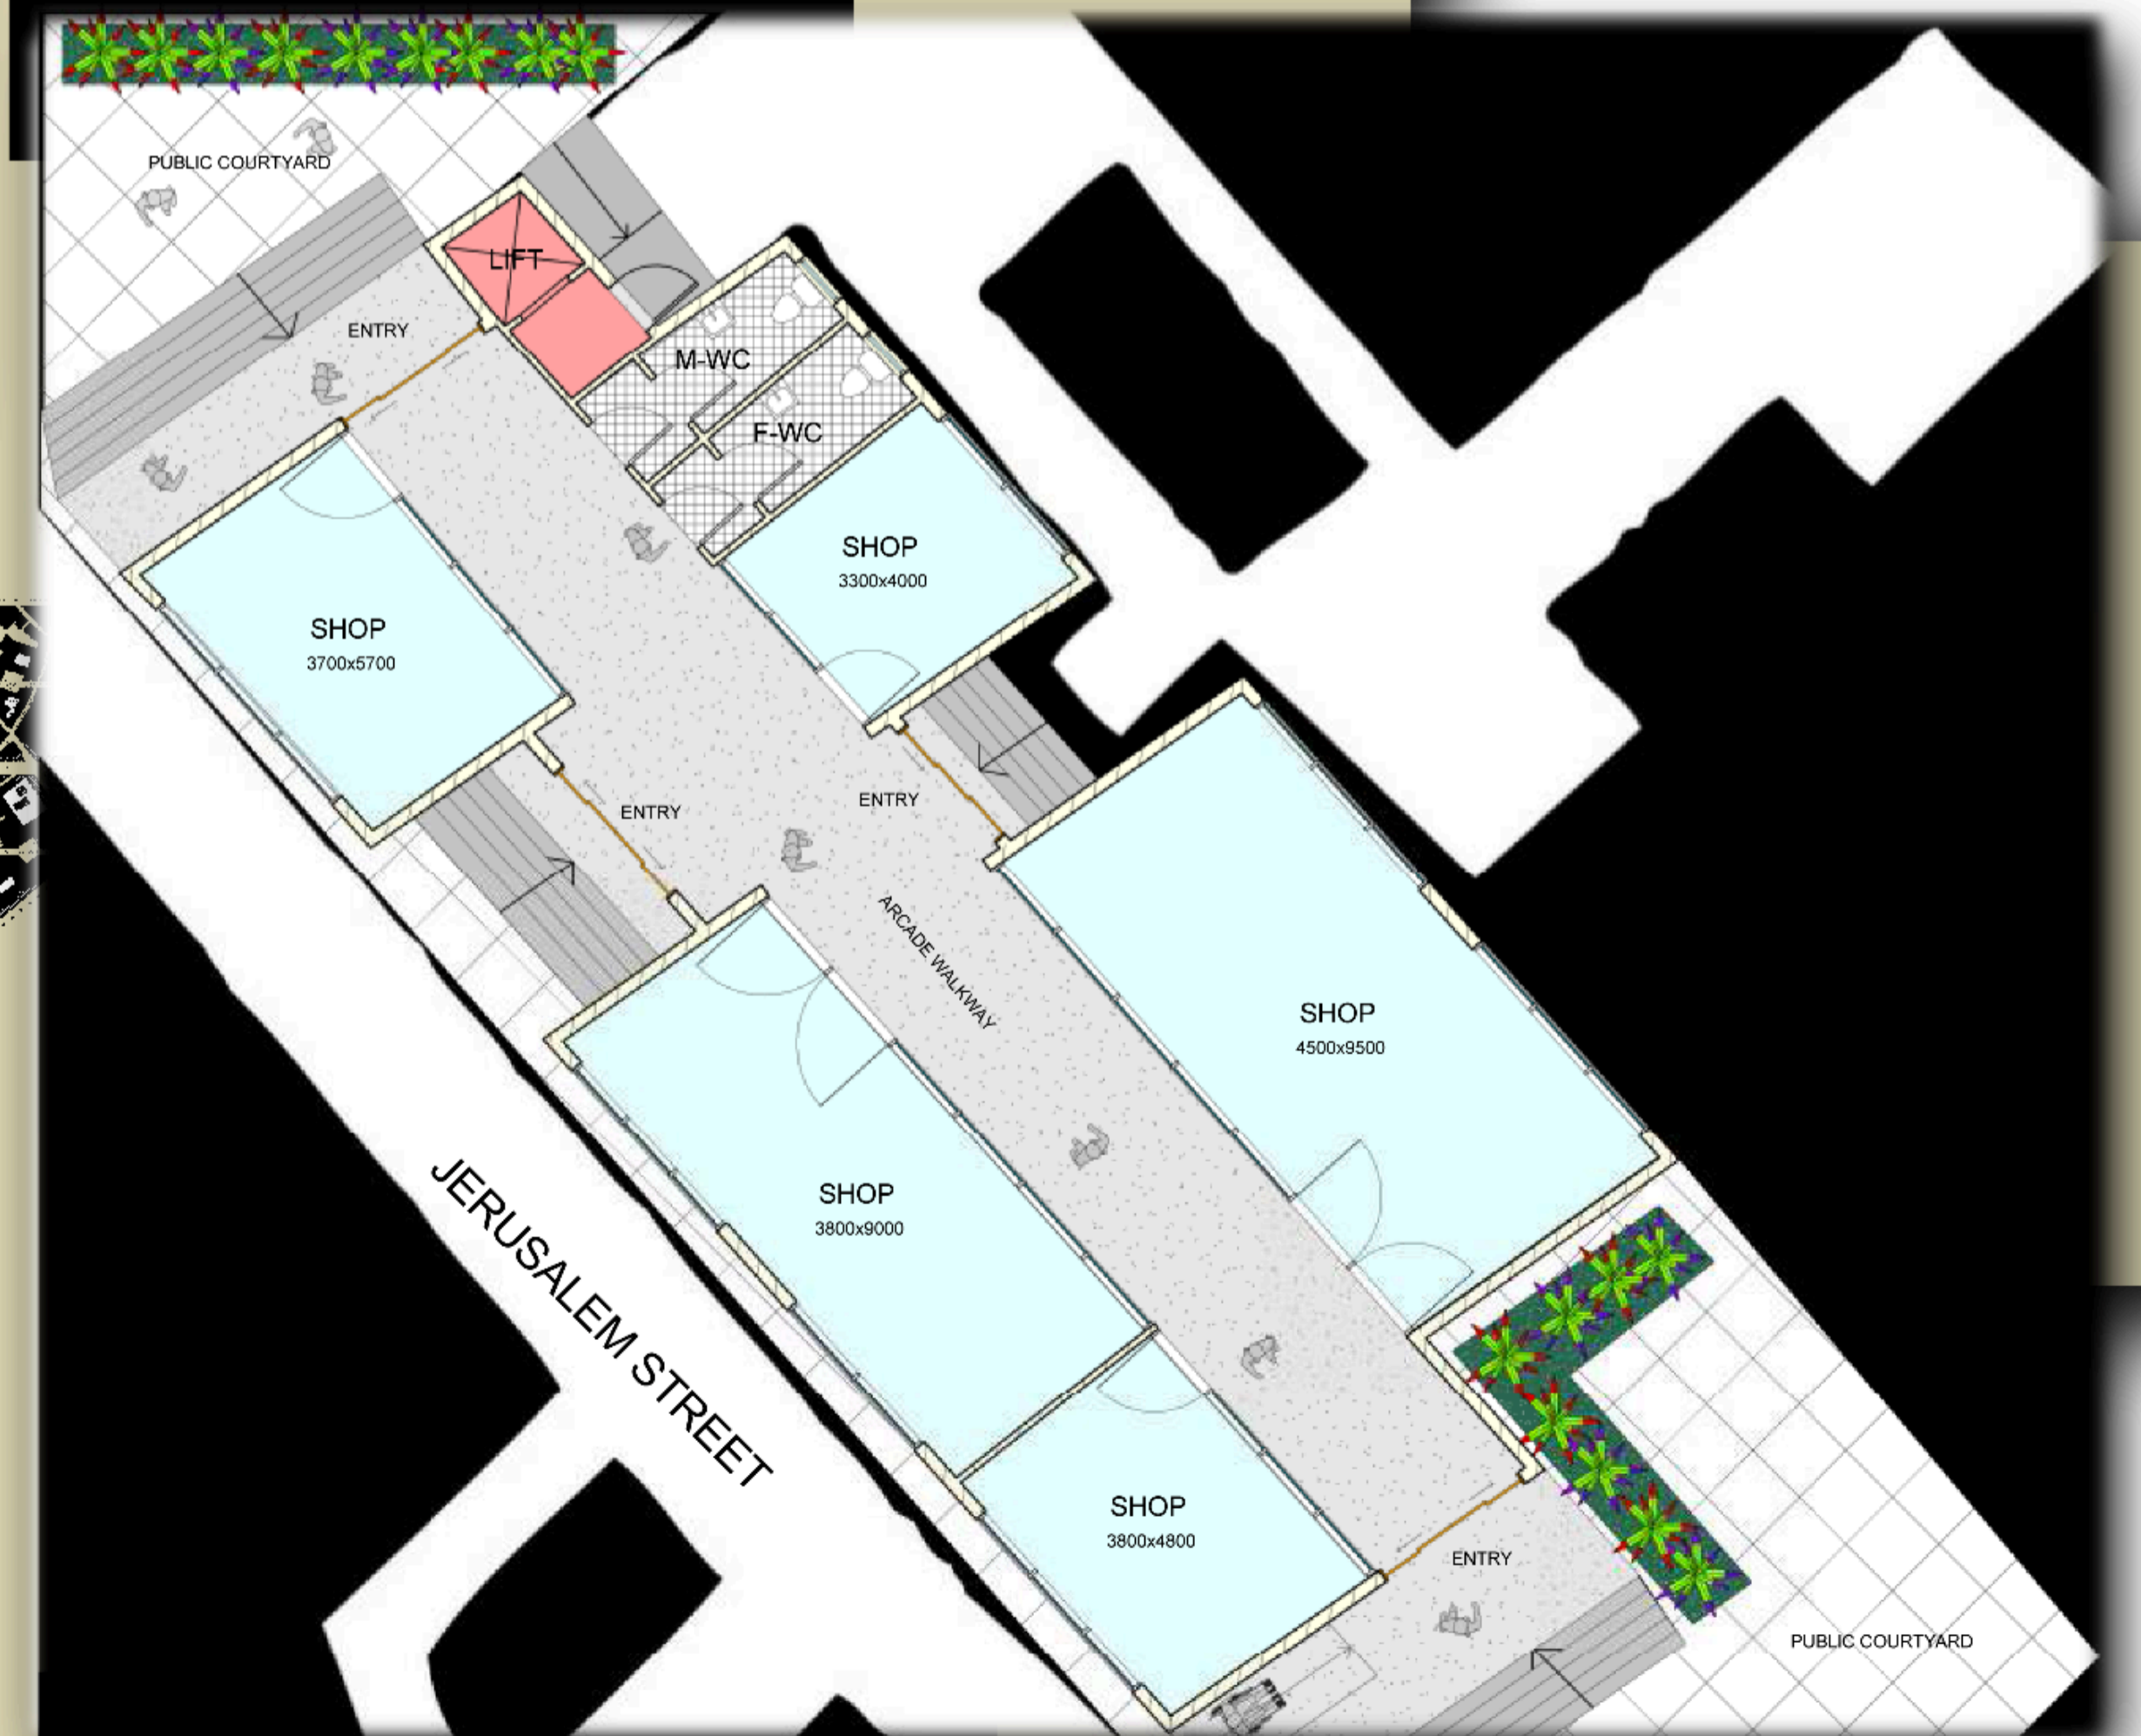 PUBLIC COURTYARD
LIFT
ENTRY
M-WC
F-WC
SHOP
3300x4000
SHOP
3700x5700
ENTRY
ENTRY
ARCADE WALKWAY
SHOP
4500x9500
SHOP
3800x9000
JERUSALEM STREET
SHOP
3800x4800
ENTRY
PUBLIC COURTYARD